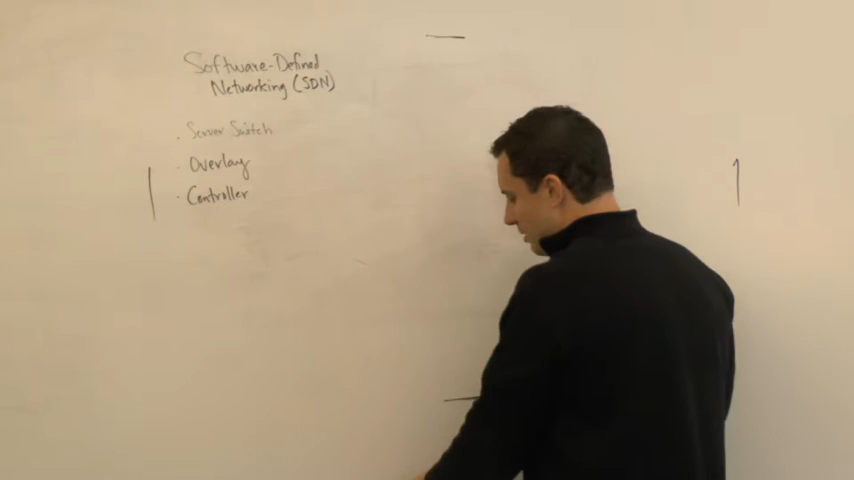 Software-Defined
Networking (SDN)
· Server Switch
· Overlay
· Controller